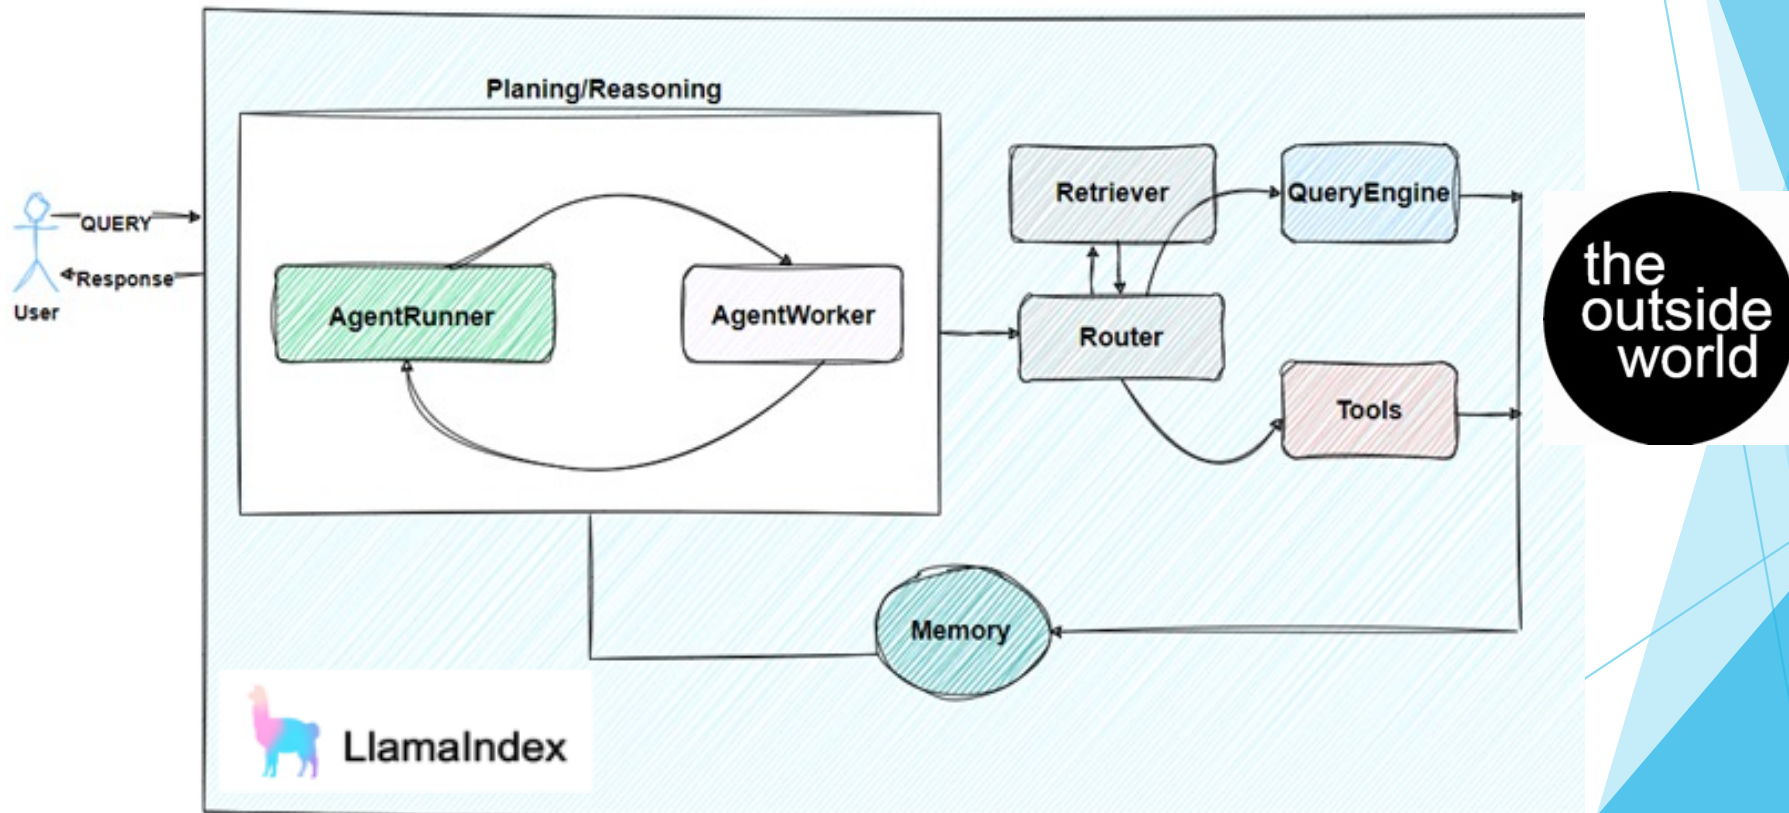 Planing/Reasoning
QUERY
Response
User
AgentRunner
AgentWorker
Retriever
QueryEngine
Router
Tools
Memory
LlamaIndex
the
outside
world